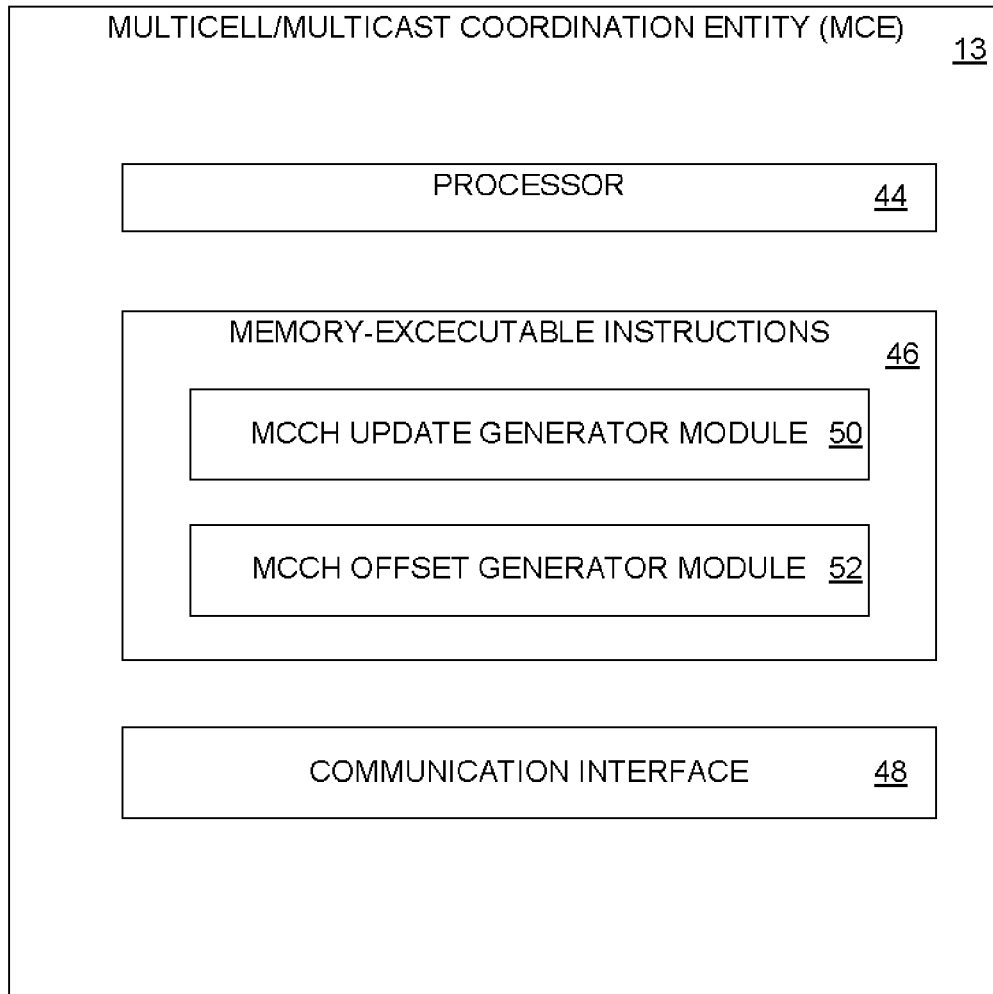 MULTICELL/MULTICAST COORDINATION ENTITY (MCE) 13
PROCESSOR 44
MEMORY-EXCECUTABLE INSTRUCTIONS 46
MCCH UPDATE GENERATOR MODULE 50
MCCH OFFSET GENERATOR MODULE 52
COMMUNICATION INTERFACE 48